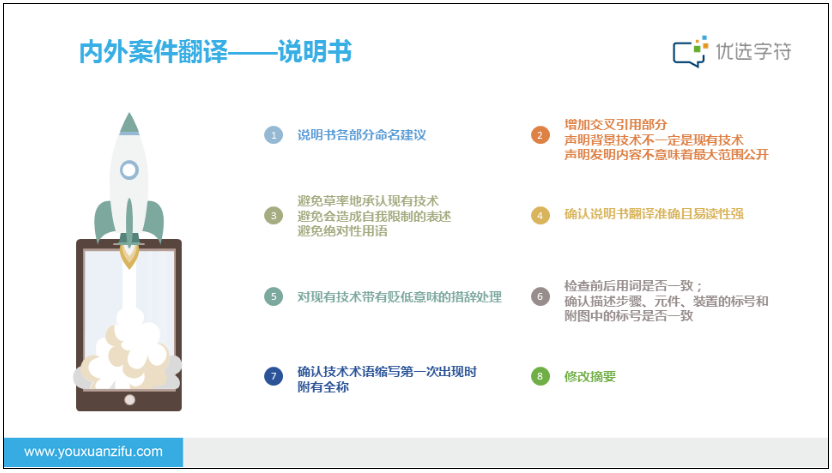 内外案件翻译——说明书
优选字符
1 说明书各部分命名建议
2 增加交叉引用部分
声明背景技术不一定是现有技术
声明发明内容不意味着最大范围公开
3 避免草率地承认现有技术
避免会造成自我限制的表述
避免绝对性用语
4 确认说明书翻译准确且易读性强
5 对现有技术带有贬低意味的措辞处理
6 检查前后用词是否一致；
确认描述步骤、元件、装置的标号和
附图中的标号是否一致
7 确认技术术语缩写第一次出现时
附有全称
8 修改摘要
www.youxuanzifu.com